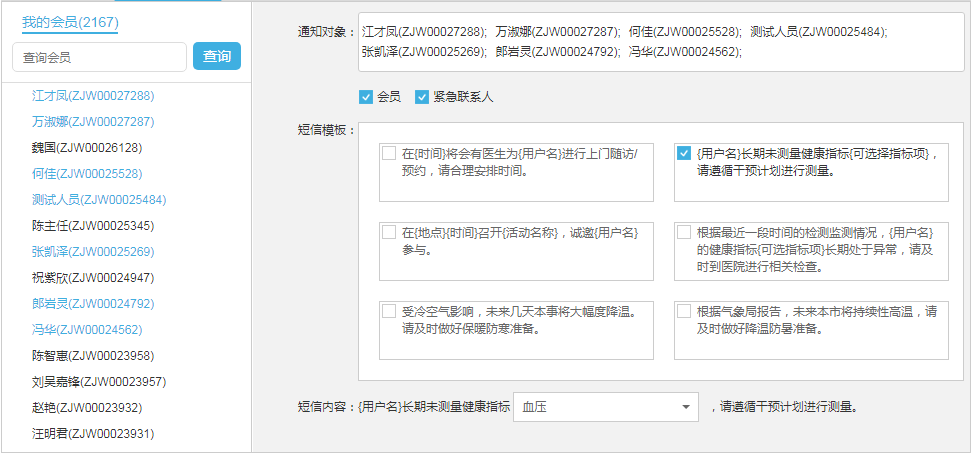 我的会员(2167)
查询会员
查询
江才凤(ZJW00027288)
万淑娜(ZJW00027287)
魏国(ZJW00026128)
何佳(ZJW00025528)
测试人员(ZJW00025484)
陈主任(ZJW00025345)
张凯泽(ZJW00025269)
祝紫欣(ZJW00024947)
郎岩灵(ZJW00024792)
冯华(ZJW00024562)
陈智惠(ZJW00023958)
刘吴嘉锋(ZJW00023957)
赵艳(ZJW00023932)
汪明君(ZJW00023931)
通知对象：
江才凤(ZJW00027288); 万淑娜(ZJW00027287); 何佳(ZJW00025528); 测试人员(ZJW00025484);
张凯泽(ZJW00025269); 郎岩灵(ZJW00024792); 冯华(ZJW00024562);
会员 紧急联系人
短信模板：
在{时间}将会有医生为{用户名}进行上门随访/
预约，请合理安排时间。
{用户名}长期未测量健康指标{可选择指标项}，
请遵循干预计划进行测量。
在{地点}{时间}召开{活动名称}，诚邀{用户名}
参与。
根据最近一段时间的检测监测情况，{用户名}
的健康指标{可选指标项}长期处于异常，请及
时到医院进行相关检查。
受冷空气影响，未来几天本事将大幅度降温。
请及时做好保暖防寒准备。
根据气象局报告，未来本市将持续性高温，请
及时做好降温防暑准备。
短信内容：{用户名}长期未测量健康指标 血压 ，请遵循干预计划进行测量。